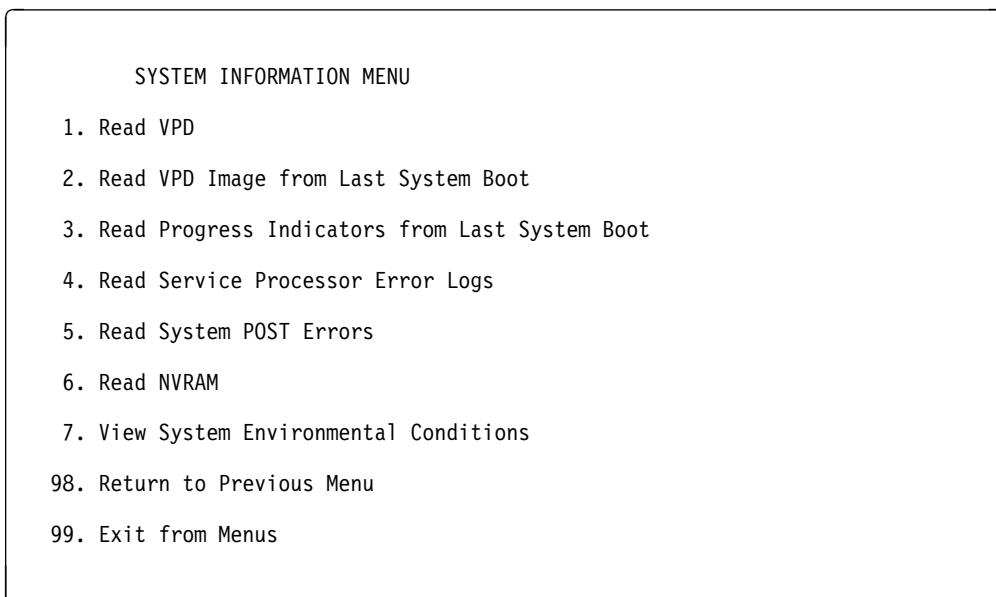 SYSTEM INFORMATION MENU
1. Read VPD
2. Read VPD Image from Last System Boot
3. Read Progress Indicators from Last System Boot
4. Read Service Processor Error Logs
5. Read System POST Errors
6. Read NVRAM
7. View System Environmental Conditions
98. Return to Previous Menu
99. Exit from Menus